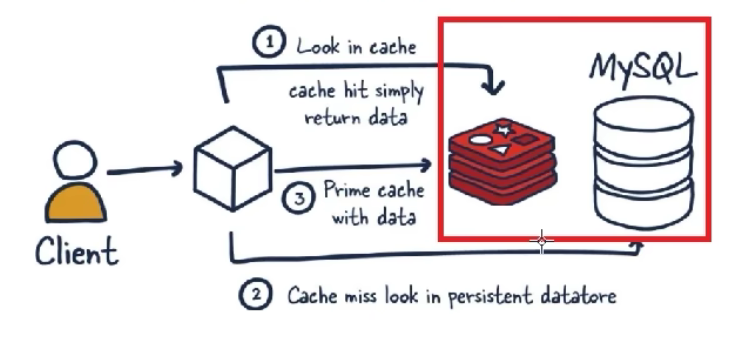 1 Look in cache
cache hit simply
return data
MySQL
3 Prime cache
with data
Client
2 Cache miss look in persistent datatore